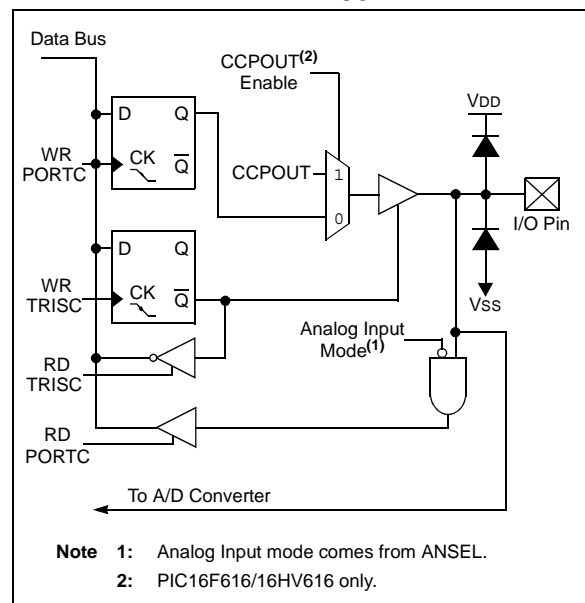 Data Bus
CCPOUT(2)
Enable
VDD
D Q
WR
PORTC
CK Q
CCPOUT
1
0
I/O Pin
D Q
WR
TRISC
CK Q
VSS
Analog Input
Mode(1)
RD
TRISC
RD
PORTC
To A/D Converter
Note 1: Analog Input mode comes from ANSEL.
2: PIC16F616/16HV616 only.